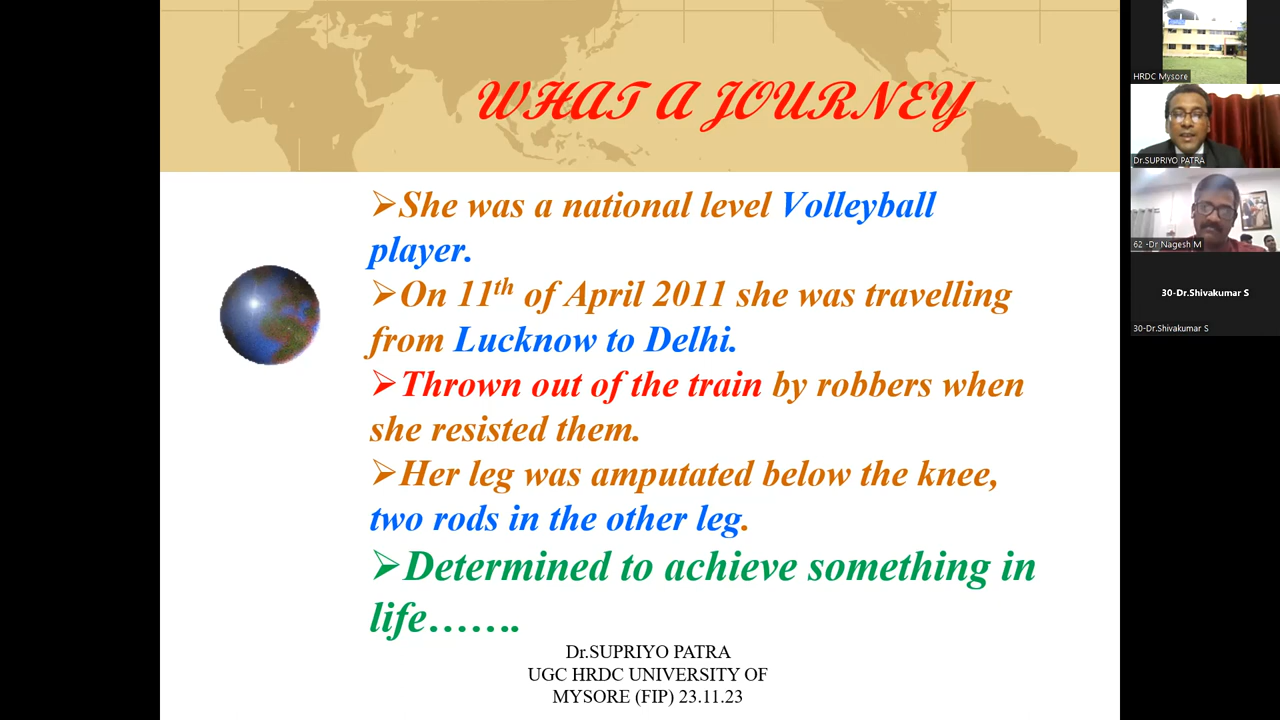 WHAT A JOURNEY
➢She was a national level Volleyball
player.
➢On 11th of April 2011 she was travelling
from Lucknow to Delhi.
➢Thrown out of the train by robbers when
she resisted them.
➢Her leg was amputated below the knee,
two rods in the other leg.
➢Determined to achieve something in
life…….
Dr.SUPRIYO PATRA
UGC HRDC UNIVERSITY OF
MYSORE (FIP) 23.11.23
HRDC Mysore
Dr.SUPRIYO PATRA
62 -Dr Nagesh M
30-Dr.Shivakumar S
30-Dr.Shivakumar S